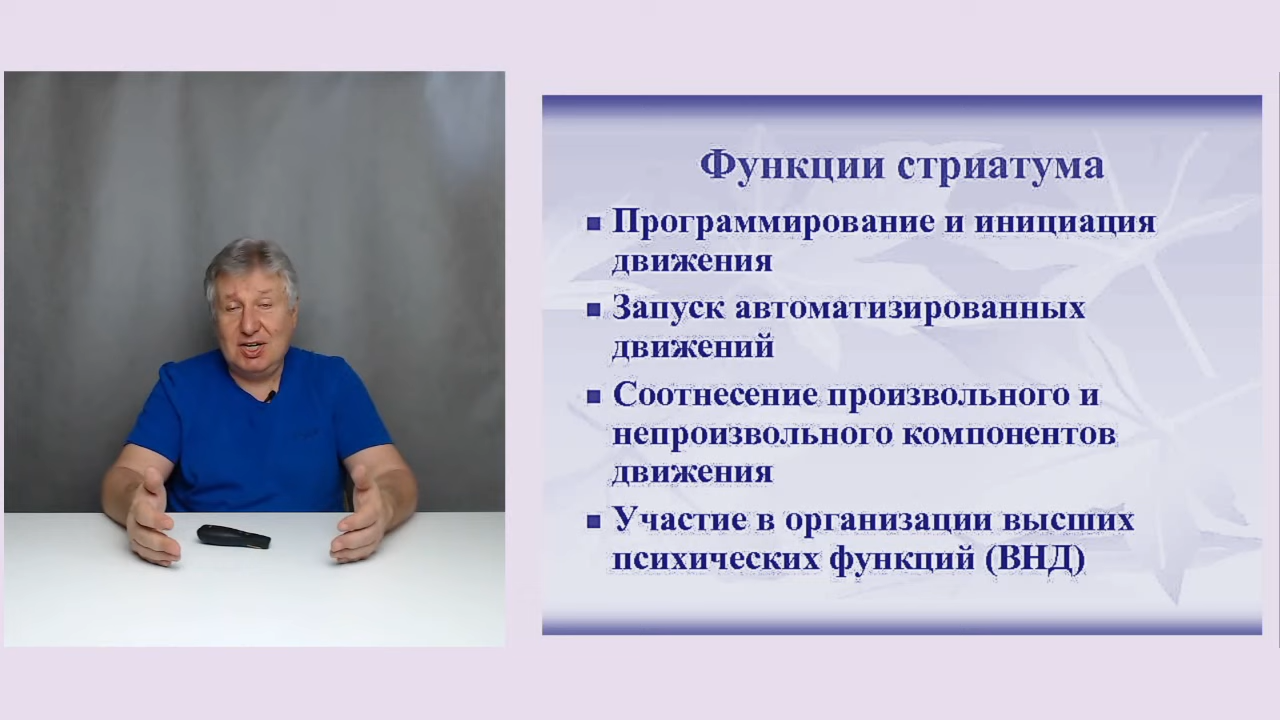 Функции стриатума
▪ Программирование и инициация
движения
▪ Запуск автоматизированных
движений
▪ Соотнесение произвольного и
непроизвольного компонентов
движения
▪ Участие в организации высших
психических функций (ВНД)